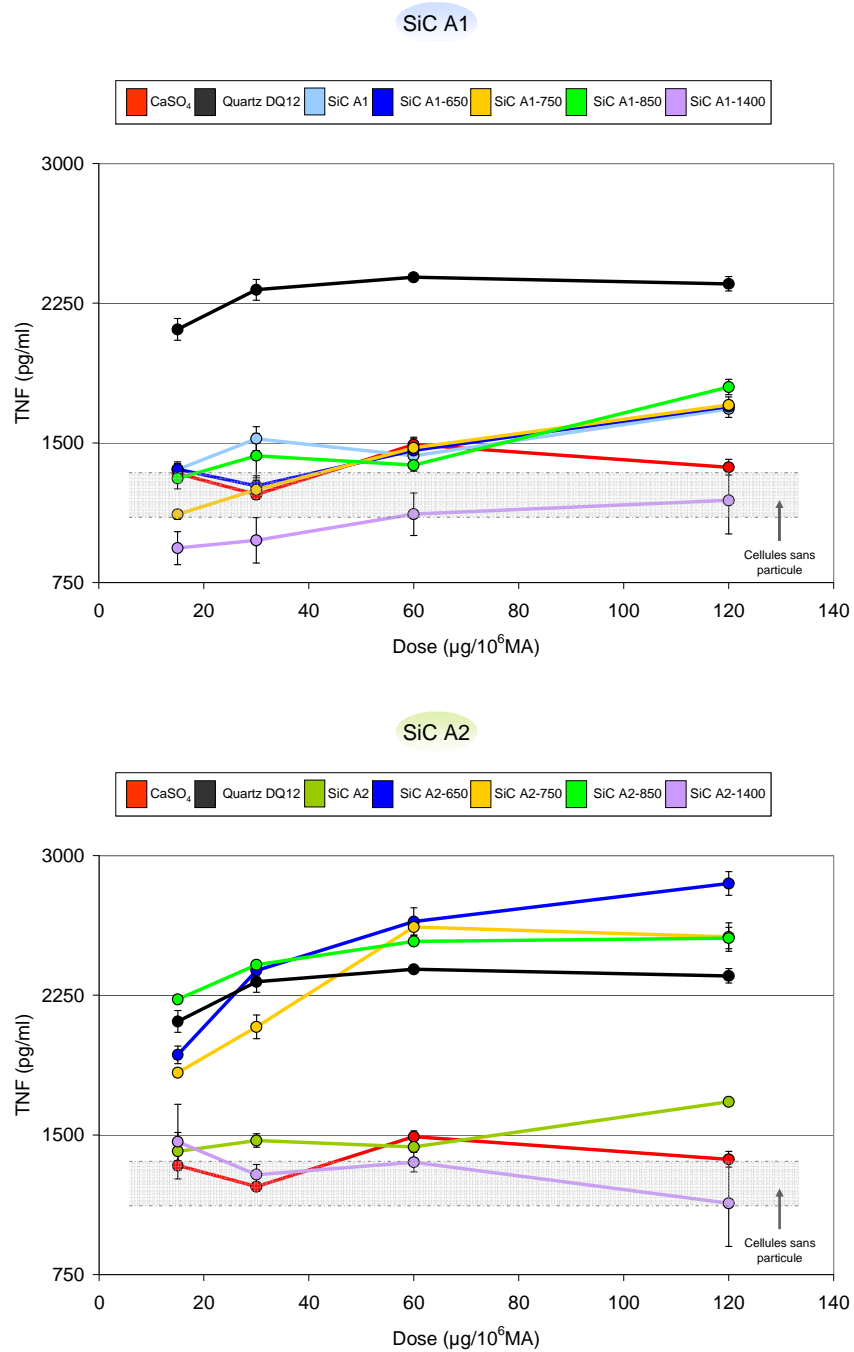 SiC A1
CaSO₄ Quartz DQ12 SiC A1 SiC A1-650 SiC A1-750 SiC A1-850 SiC A1-1400
3000
2250
1500
750
TNF (pg/ml)
Cellules sans
particule
0 20 40 60 80 100 120 140
Dose (µg/10⁶MA)
SiC A2
CaSO₄ Quartz DQ12 SiC A2 SiC A2-650 SiC A2-750 SiC A2-850 SiC A2-1400
3000
2250
1500
750
TNF (pg/ml)
Cellules sans
particule
0 20 40 60 80 100 120 140
Dose (µg/10⁶MA)